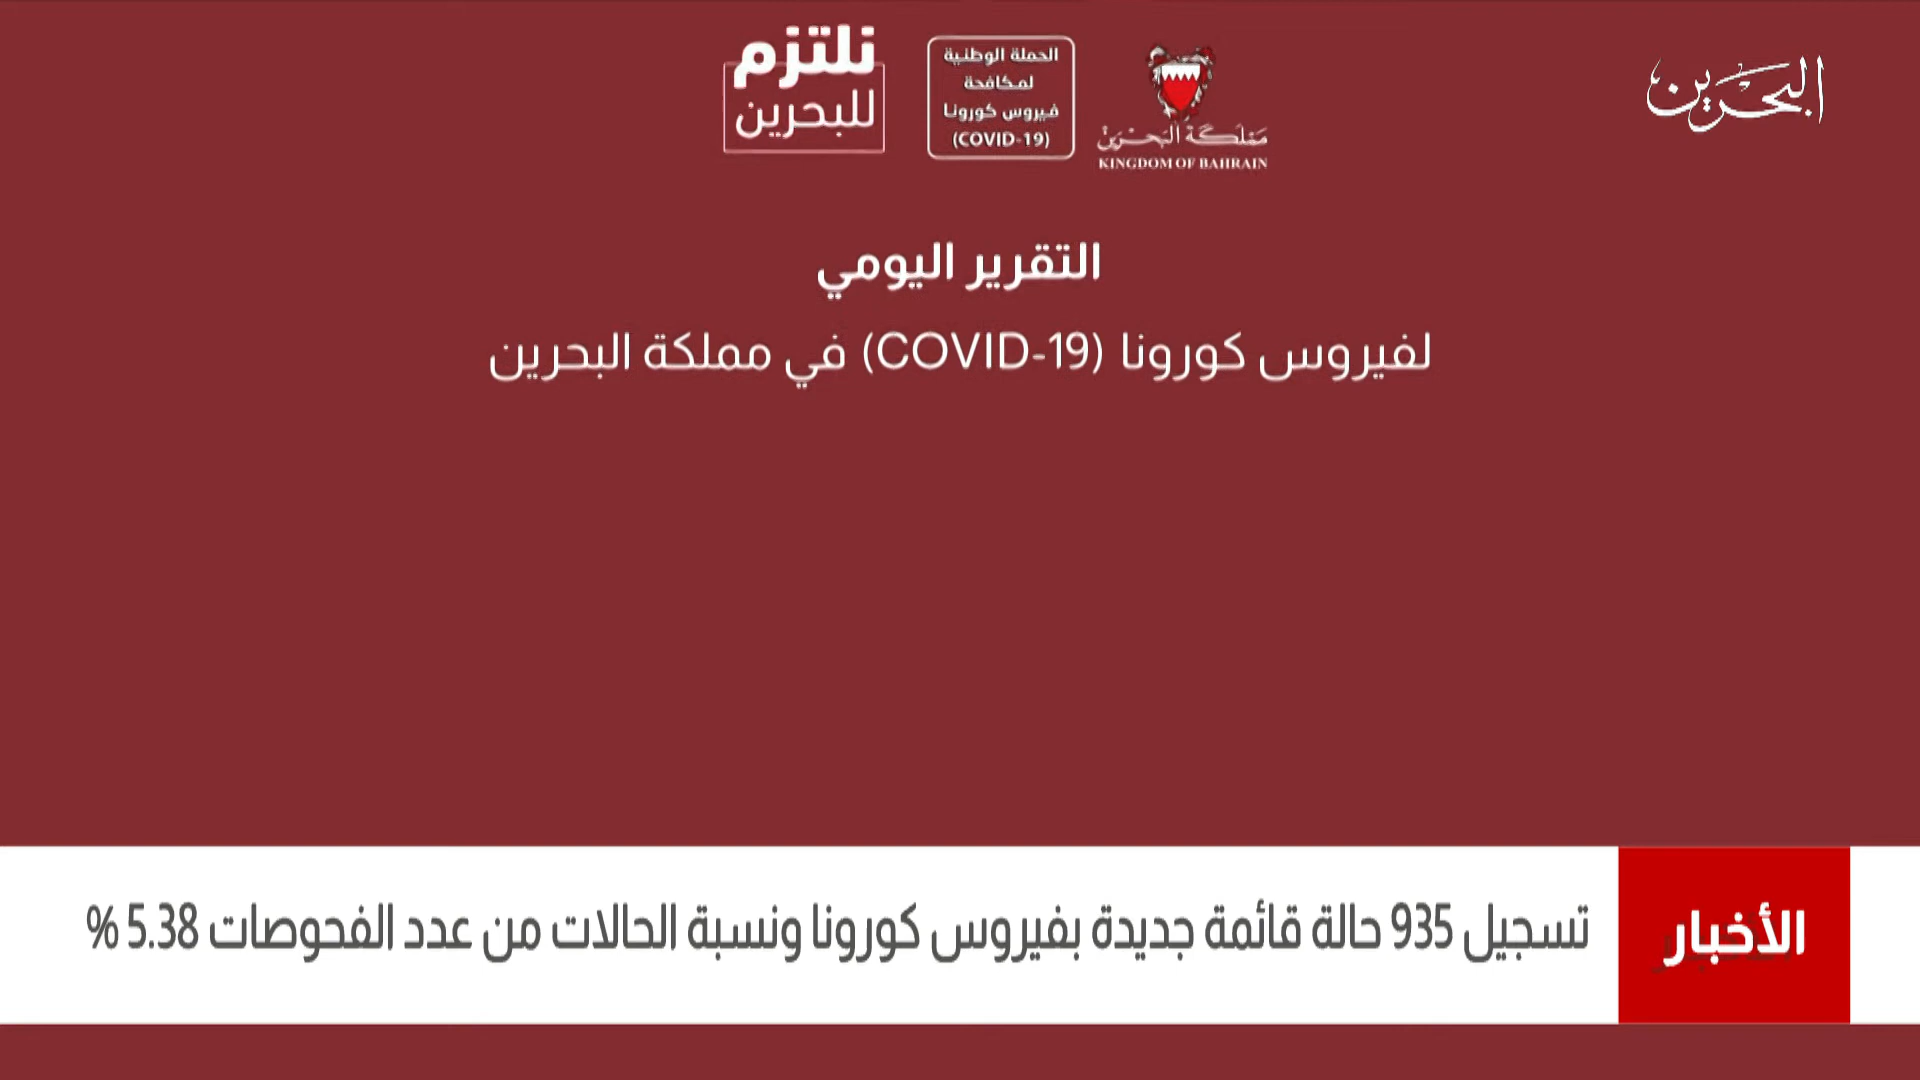 البحرين
مملكة البحرين
KINGDOM OF BAHRAIN
الحملة الوطنية
لمكافحة
فيروس كورونا
(COVID-19)
نلتزم
للبحرين
التقرير اليومي
لفيروس كورونا (COVID-19) في مملكة البحرين
الأخبار
تسجيل 935 حالة قائمة جديدة بفيروس كورونا ونسبة الحالات من عدد الفحوصات 5.38 %